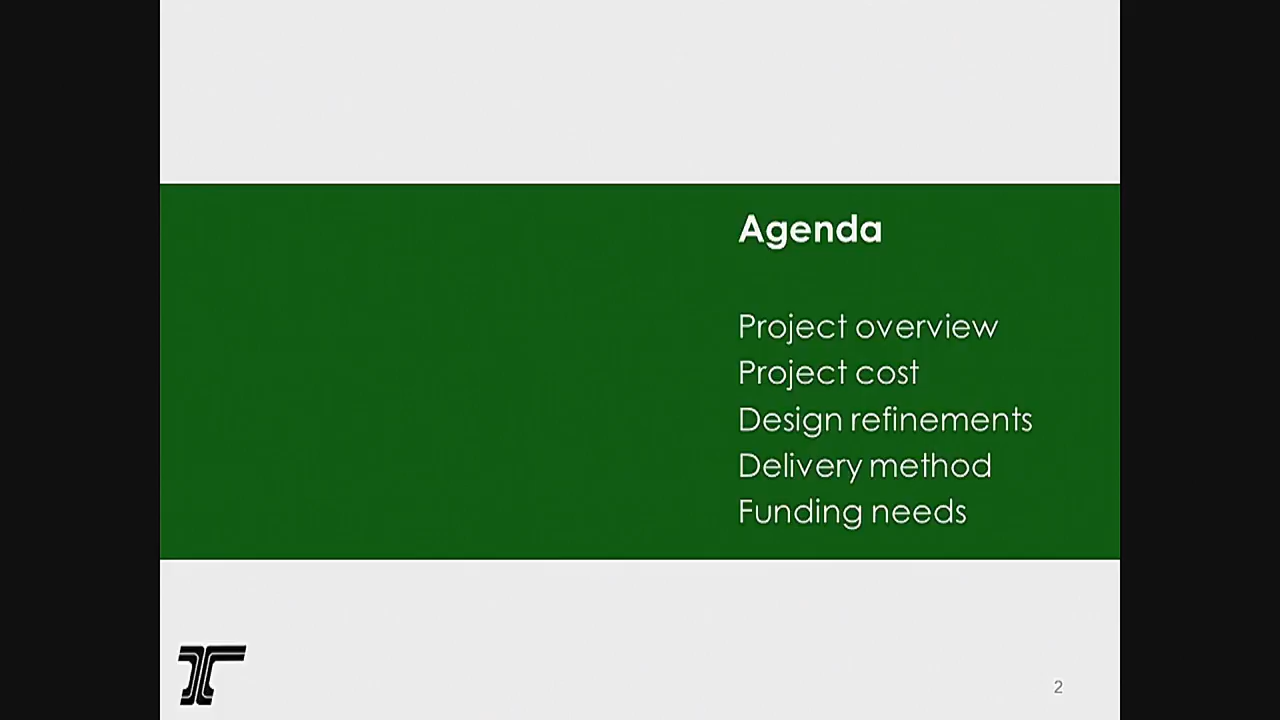 Agenda
Project overview
Project cost
Design refinements
Delivery method
Funding needs
2